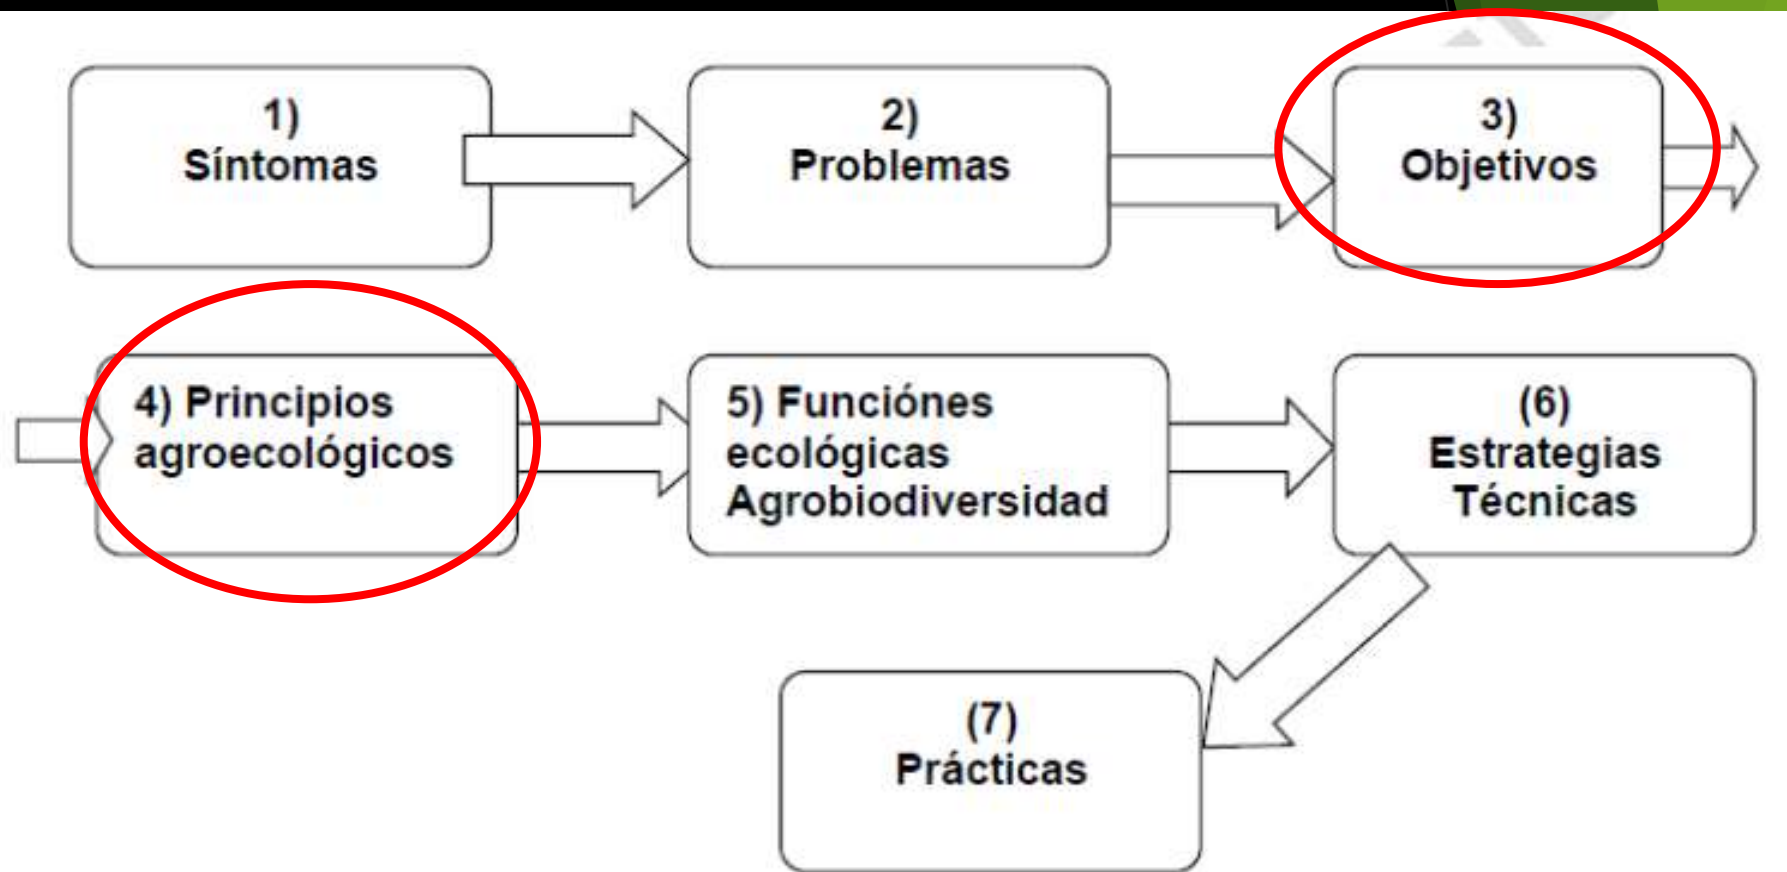 1)
Síntomas
2)
Problemas
3)
Objetivos
4) Principios
agroecológicos
5) Funciónes
ecológicas
Agrobiodiversidad
(6)
Estrategias
Técnicas
(7)
Prácticas